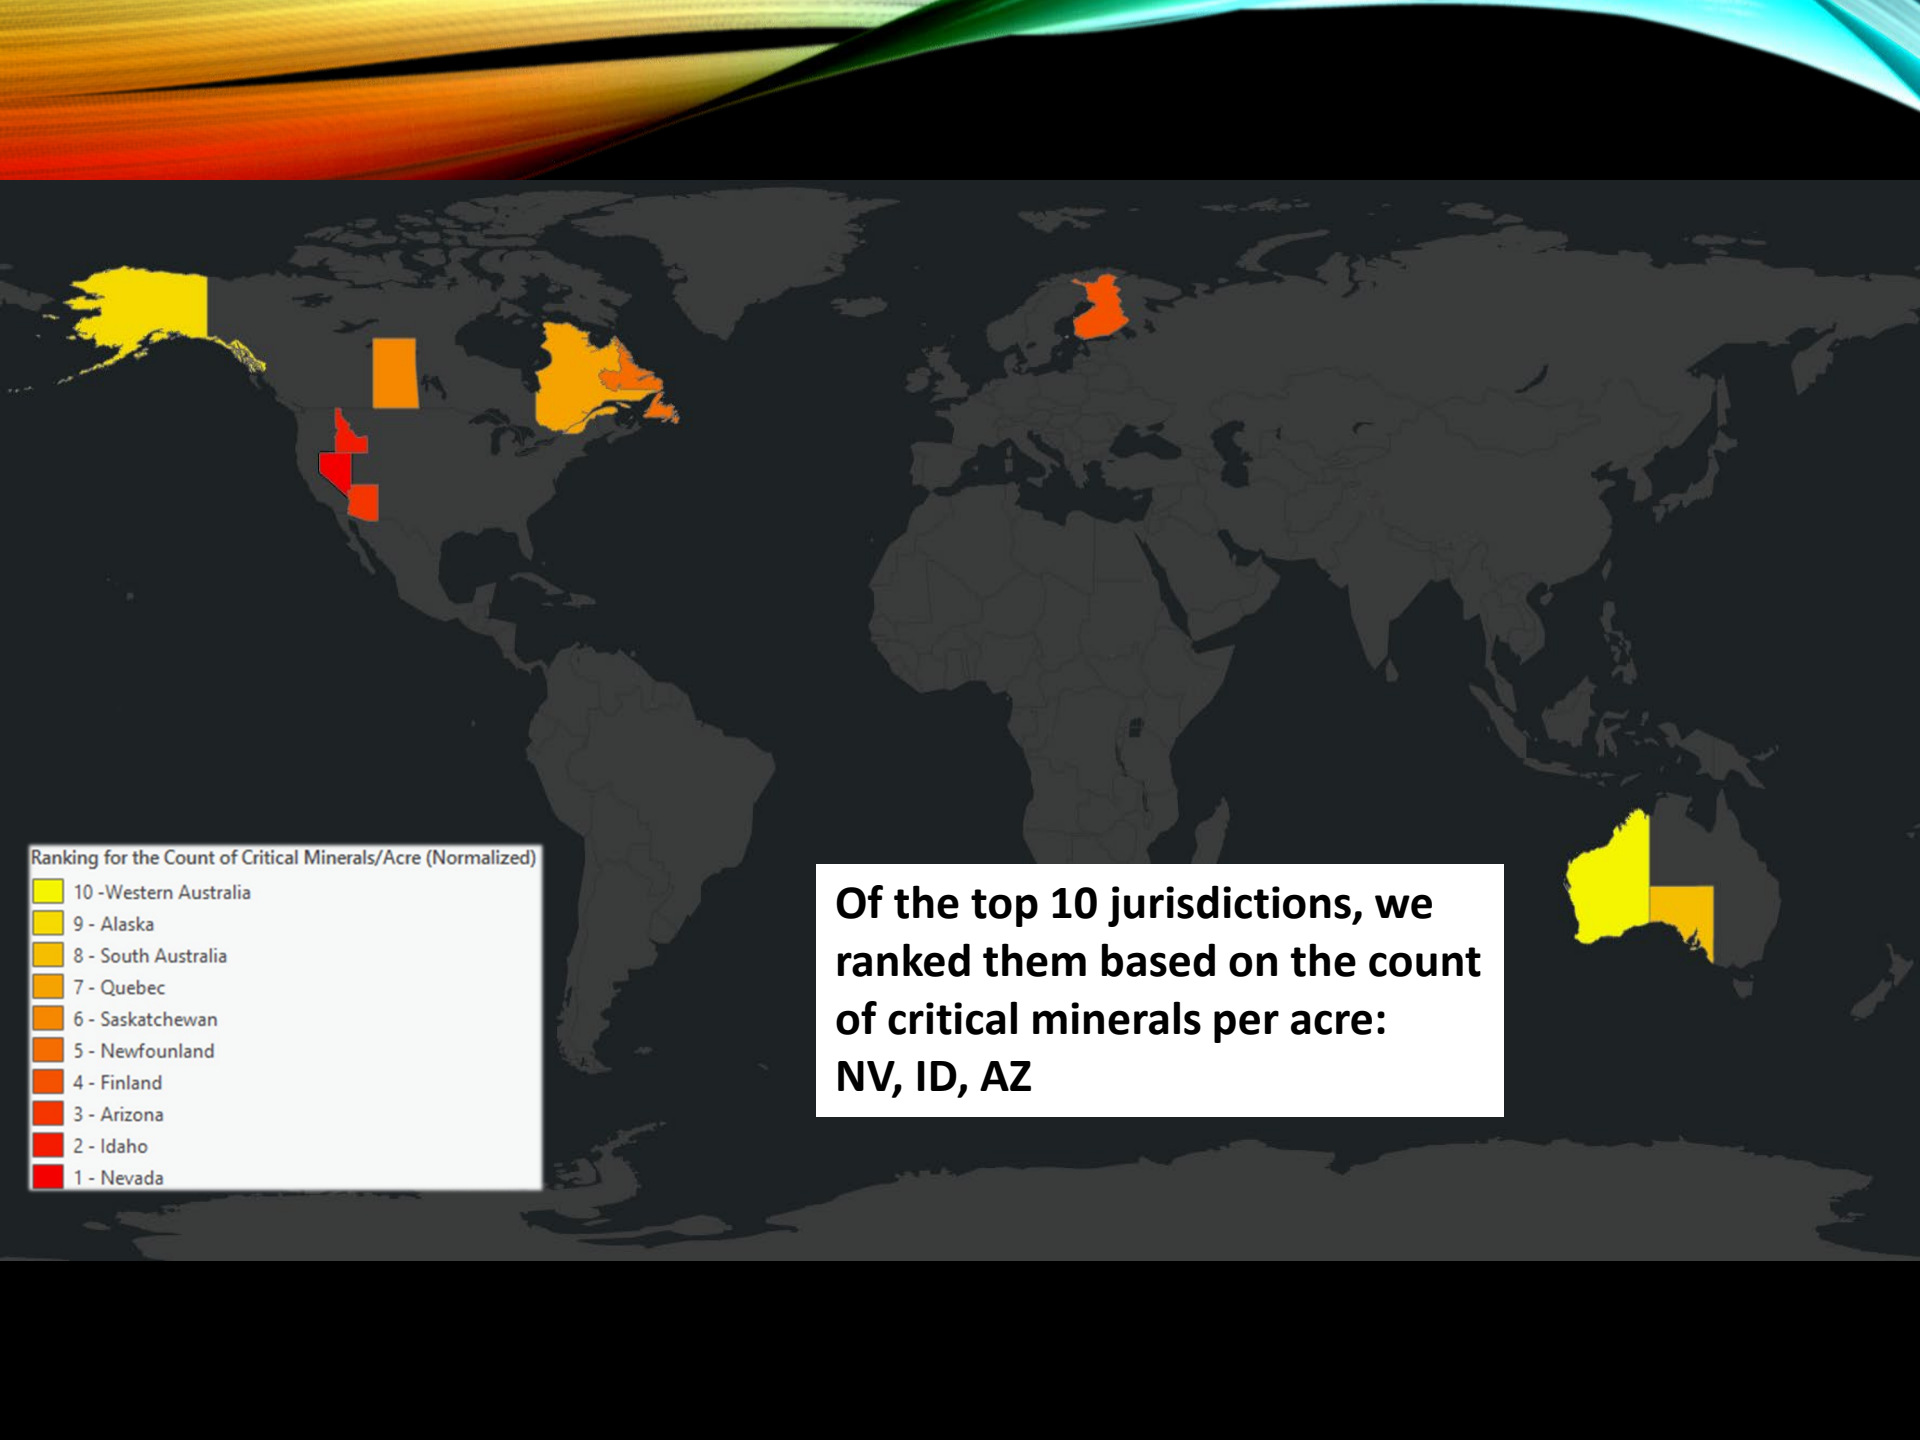 Ranking for the Count of Critical Minerals/Acre (Normalized)
10 -Western Australia
9 - Alaska
8 - South Australia
7 - Quebec
6 - Saskatchewan
5 - Newfounland
4 - Finland
3 - Arizona
2 - Idaho
1 - Nevada
Of the top 10 jurisdictions, we
ranked them based on the count
of critical minerals per acre:
NV, ID, AZ